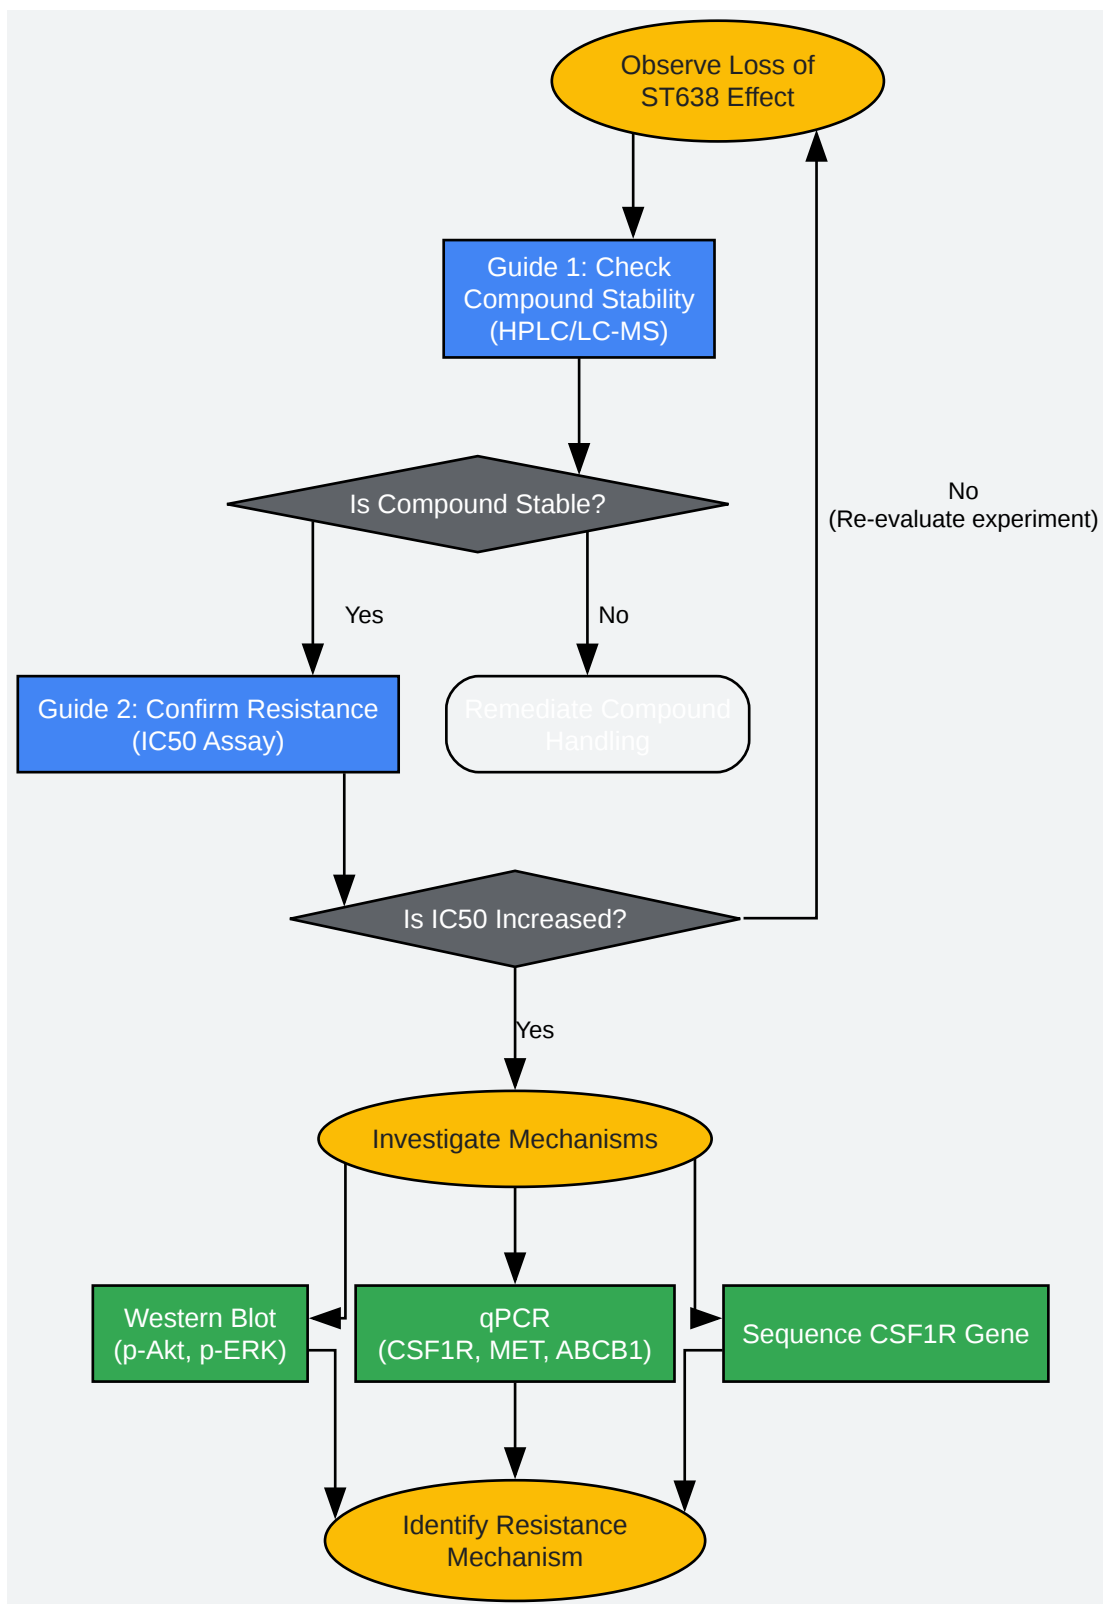 Observe Loss of
ST638 Effect
Guide 1: Check
Compound Stability
(HPLC/LC-MS)
Is Compound Stable?
No
(Re-evaluate experiment)
Yes
No
Guide 2: Confirm Resistance
(IC50 Assay)
Remediate Compound
Handling
Is IC50 Increased?
Yes
Investigate Mechanisms
Western Blot
(p-Akt, p-ERK)
qPCR
(CSF1R, MET, ABCB1)
Sequence CSF1R Gene
Identify Resistance
Mechanism